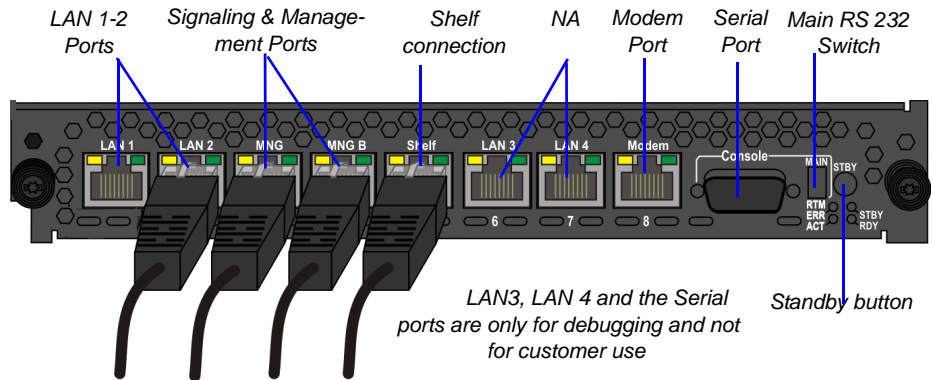 LAN 1-2
Ports
Signaling & Manage-
ment Ports
Shelf
connection
NA
Modem
Port
Serial
Port
Main RS 232
Switch
LAN 1
LAN 2
MNG
MNG B
Shelf
LAN 3
LAN 4
Modem
Console
MAIN
STBY
RTM
ERR
ACT
STBY
RDY
6
7
8
LAN3, LAN 4 and the Serial
ports are only for debugging and not
for customer use
Standby button